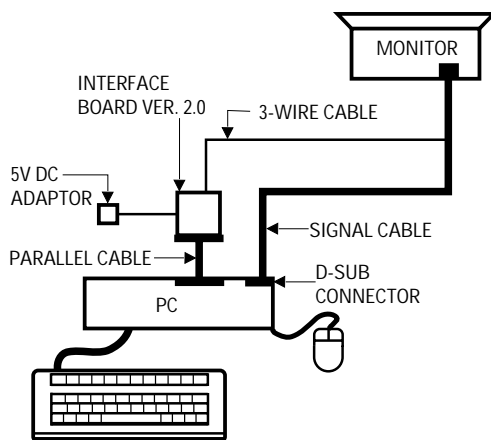 MONITOR
INTERFACE
BOARD VER. 2.0
3-WIRE CABLE
5V DC
ADAPTOR
SIGNAL CABLE
PARALLEL CABLE
D-SUB
CONNECTOR
PC